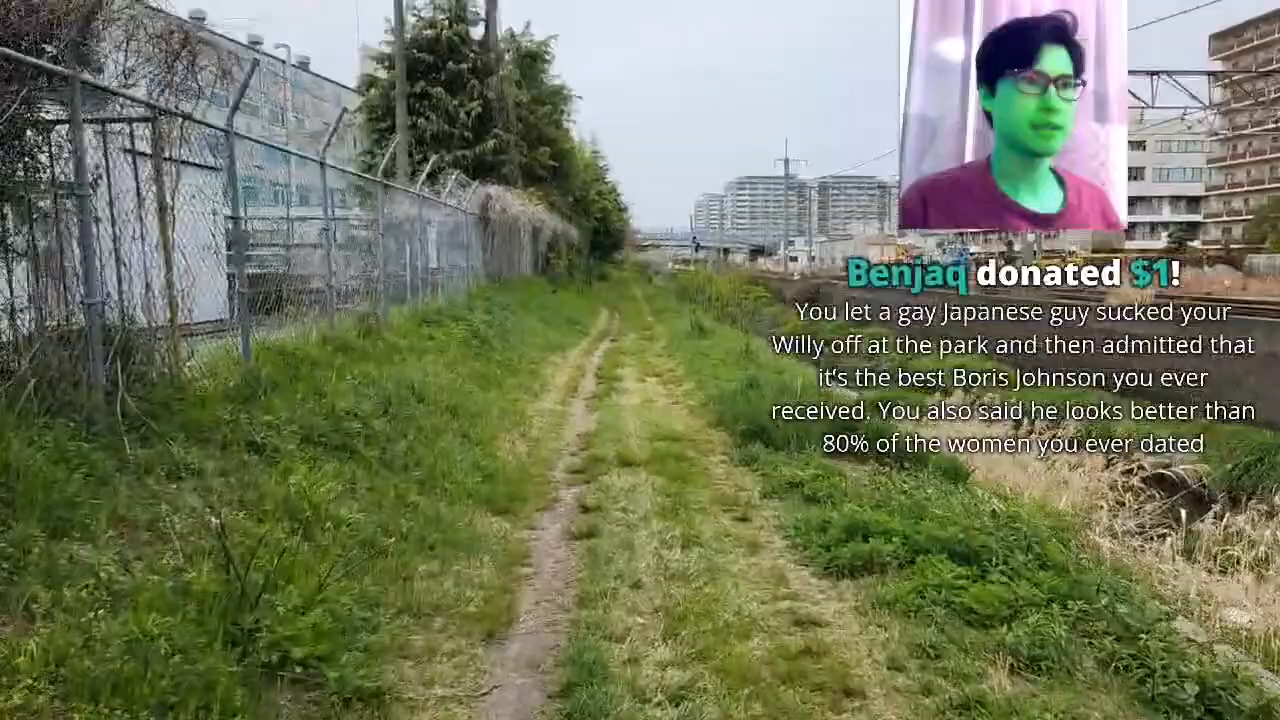 Benjaq donated $1!
You let a gay Japanese guy sucked your
Willy off at the park and then admitted that
it's the best Boris Johnson you ever
received. You also said he looks better than
80% of the women you ever dated